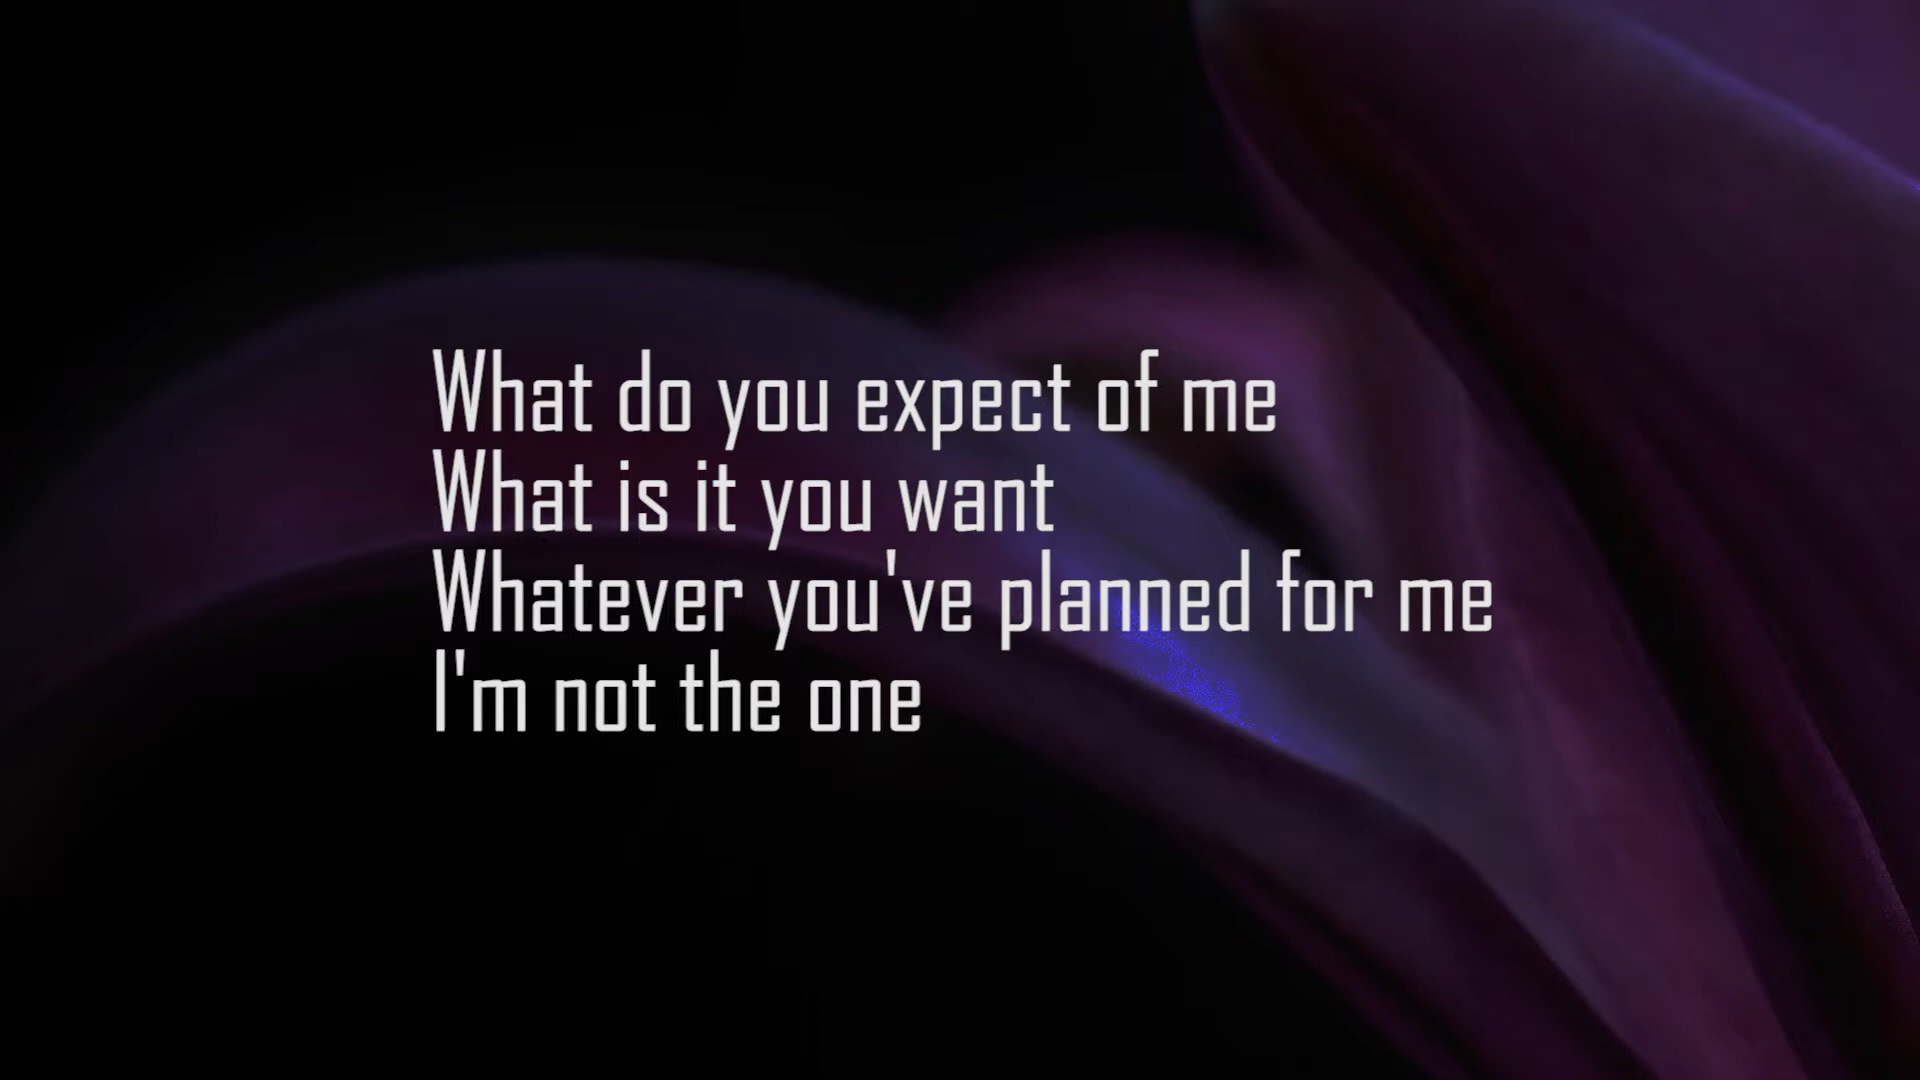 What do you expect of me
What is it you want
Whatever you've planned for me
I'm not the one